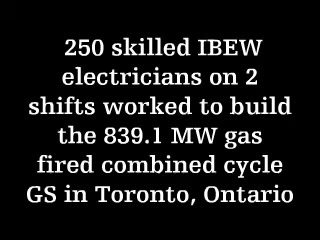 250 skilled IBEW
electricians on 2
shifts worked to build
the 839.1 MW gas
fired combined cycle
GS in Toronto, Ontario